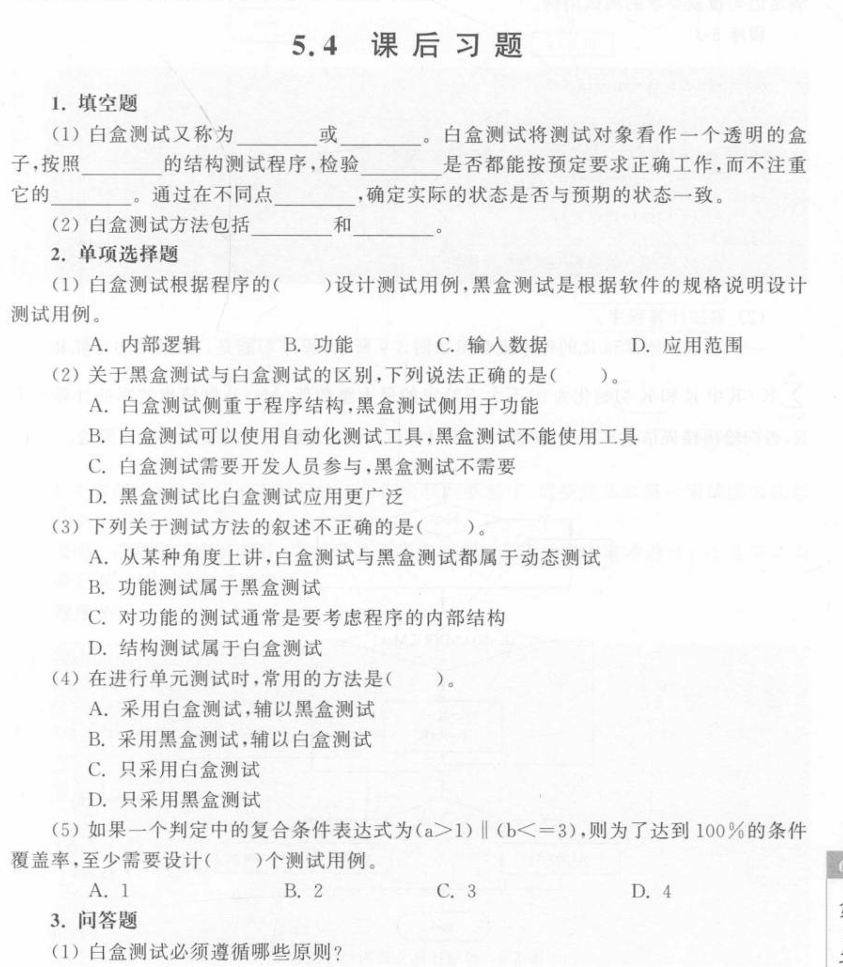 5.4 课后习题
1. 填空题
(1) 白盒测试又称为________或________。白盒测试将测试对象看作一个透明的盒
子,按照________的结构测试程序,检验________是否都能按预定要求正确工作,而不注重
它的________。通过在不同点________,确定实际的状态是否与预期的状态一致。
(2) 白盒测试方法包括________和________。
2. 单项选择题
(1) 白盒测试根据程序的( )设计测试用例,黑盒测试是根据软件的规格说明设计
测试用例。
A. 内部逻辑 B. 功能 C. 输入数据 D. 应用范围
(2) 关于黑盒测试与白盒测试的区别,下列说法正确的是( )。
A. 白盒测试侧重于程序结构,黑盒测试侧用于功能
B. 白盒测试可以使用自动化测试工具,黑盒测试不能使用工具
C. 白盒测试需要开发人员参与,黑盒测试不需要
D. 黑盒测试比白盒测试应用更广泛
(3) 下列关于测试方法的叙述不正确的是( )。
A. 从某种角度上讲,白盒测试与黑盒测试都属于动态测试
B. 功能测试属于黑盒测试
C. 对功能的测试通常是要考虑程序的内部结构
D. 结构测试属于白盒测试
(4) 在进行单元测试时,常用的方法是( )。
A. 采用白盒测试,辅以黑盒测试
B. 采用黑盒测试,辅以白盒测试
C. 只采用白盒测试
D. 只采用黑盒测试
(5) 如果一个判定中的复合条件表达式为(a>1)‖(b<=3),则为了达到100%的条件
覆盖率,至少需要设计( )个测试用例。
A. 1 B. 2 C. 3 D. 4
3. 问答题
(1) 白盒测试必须遵循哪些原则?